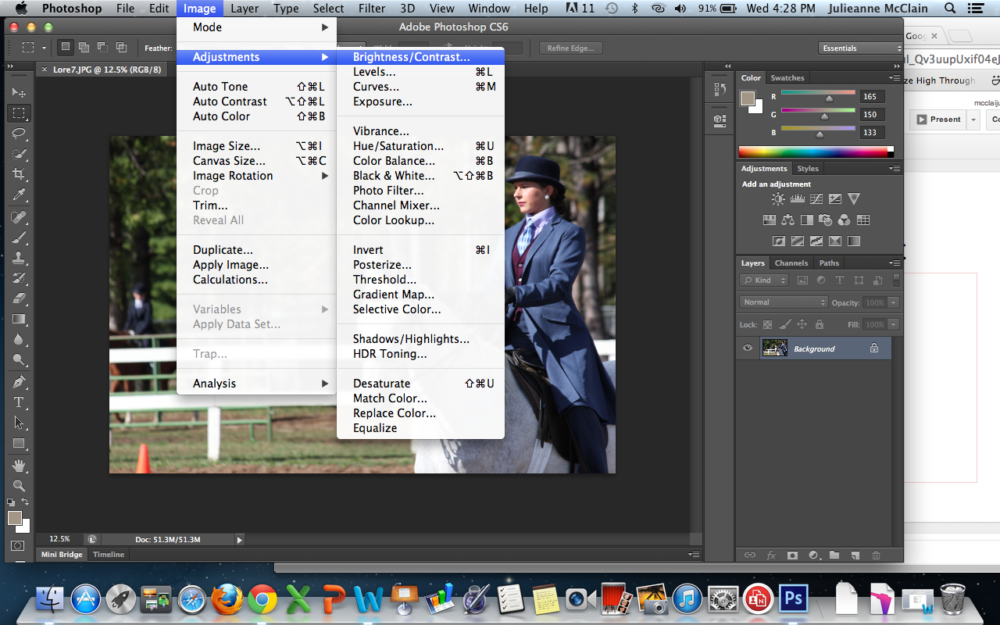 Photoshop File Edit Image Layer Type Select Filter 3D View Window Help 11 91% Wed 4:28 PM Julieanne McClain
Adobe Photoshop CS6
Feather:
Refine Edge...
Essentials
Lore7.JPG @ 12.5% (RGB/8)
Mode
Adjustments
Auto Tone ⇧⌘L
Auto Contrast ⌥⇧⌘L
Auto Color ⇧⌘B
Image Size... ⌥⌘I
Canvas Size... ⌥⌘C
Image Rotation
Crop
Trim...
Reveal All
Duplicate...
Apply Image...
Calculations...
Variables
Apply Data Set...
Trap...
Analysis
Brightness/Contrast...
Levels... ⌘L
Curves... ⌘M
Exposure...
Vibrance...
Hue/Saturation... ⌘U
Color Balance... ⌘B
Black & White... ⌥⇧⌘B
Photo Filter...
Channel Mixer...
Color Lookup...
Invert ⌘I
Posterize...
Threshold...
Gradient Map...
Selective Color...
Shadows/Highlights...
HDR Toning...
Desaturate ⇧⌘U
Match Color...
Replace Color...
Equalize
Color Swatches
R 165
G 150
B 133
Adjustments Styles
Add an adjustment
Layers Channels Paths
Kind
Normal Opacity: 100%
Lock: Fill: 100%
Background
12.5% Doc: 51.3M/51.3M
Mini Bridge Timeline
Goog
ul_Qv3uupUxif04eJ
ze High Through
mcclaiju
Present Co
Ps